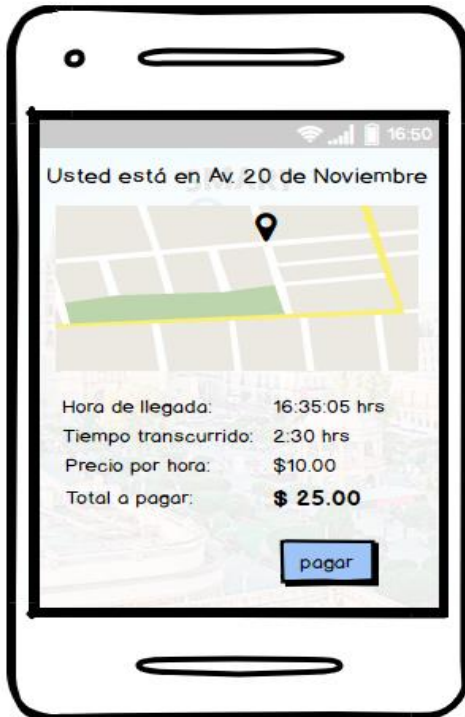 16:50
SMART
Usted está en Av. 20 de Noviembre
Hora de llegada: 16:35:05 hrs
Tiempo transcurrido: 2:30 hrs
Precio por hora: $10.00
Total a pagar: $ 25.00
pagar